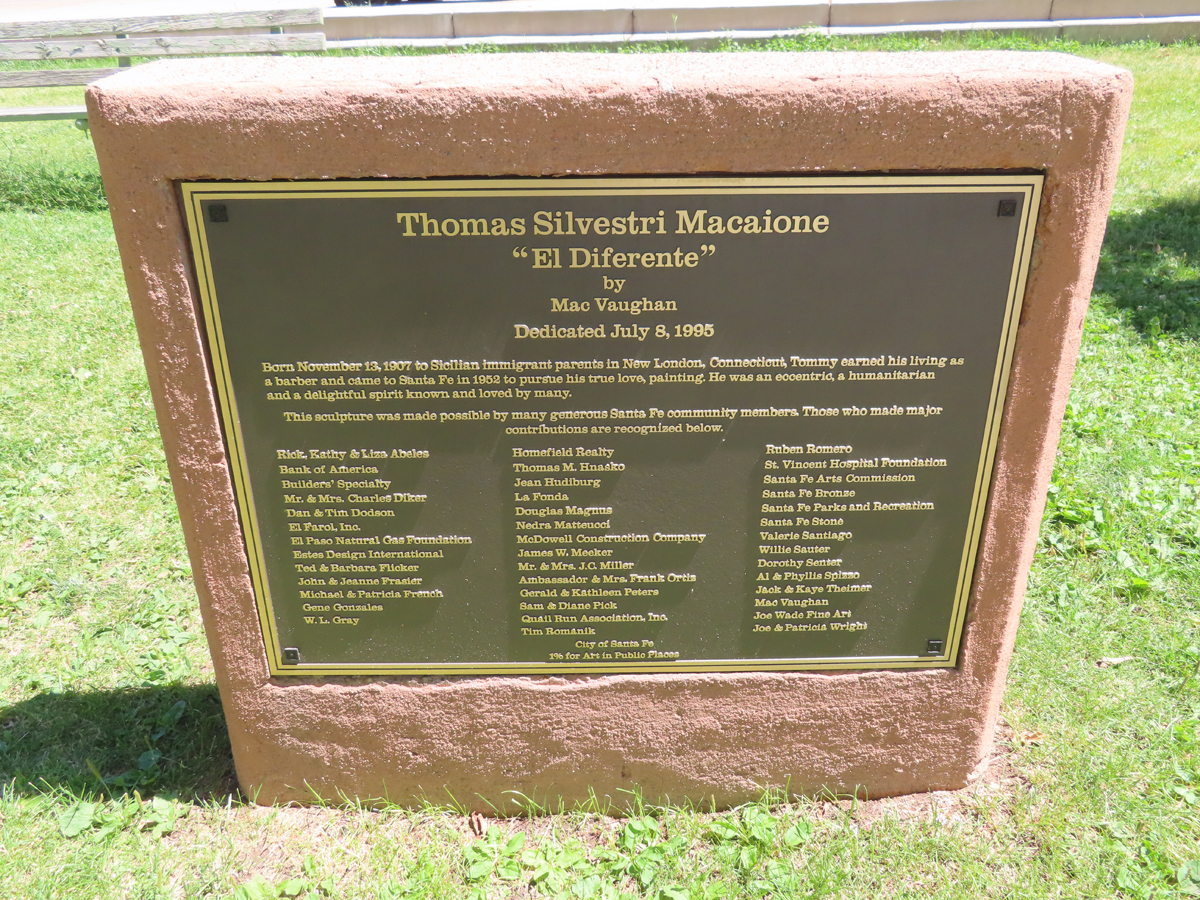 Thomas Silvestri Macaione
“El Diferente”
by
Mac Vaughan
Dedicated July 8, 1995
Born November 13, 1907 to Sicilian immigrant parents in New London, Connecticut, Tommy earned his living as
a barber and came to Santa Fe in 1952 to pursue his true love, painting. He was an eccentric, a humanitarian
and a delightful spirit known and loved by many.
This sculpture was made possible by many generous Santa Fe community members. Those who made major
contributions are recognized below.
Rick, Kathy & Liza Abeles
Bank of America
Builders' Specialty
Mr. & Mrs. Charles Diker
Dan & Tim Dodson
El Farol, Inc.
El Paso Natural Gas Foundation
Estes Design International
Ted & Barbara Flicker
John & Jeanne Frasier
Michael & Patricia French
Gene Gonzales
W. L. Gray
Homefield Realty
Thomas M. Hnasko
Jean Hudiburg
La Fonda
Douglas Magnus
Nedra Matteucci
McDowell Construction Company
James W. Meeker
Mr. & Mrs. J.C. Miller
Ambassador & Mrs. Frank Ortiz
Gerald & Kathleen Peters
Sam & Diane Pick
Quail Run Association, Inc.
Tim Romanik
Ruben Romero
St. Vincent Hospital Foundation
Santa Fe Arts Commission
Santa Fe Bronze
Santa Fe Parks and Recreation
Santa Fe Stone
Valerie Santiago
Willie Sauter
Dorothy Senter
Al & Phyllis Spizzo
Jack & Kaye Theimer
Mac Vaughan
Joe Wade Fine Art
Joe & Patricia Wright
City of Santa Fe
1% for Art in Public Places